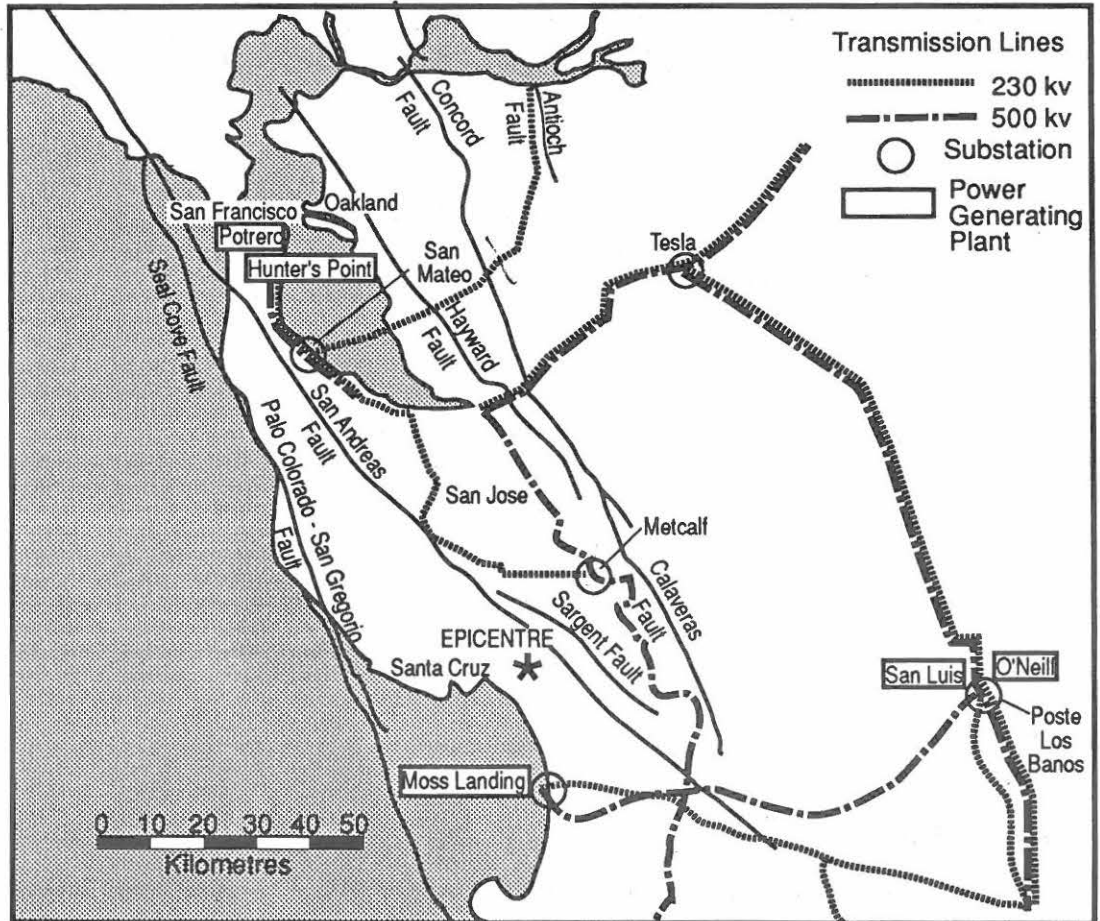 Transmission Lines
230 kv
500 kv
Substation
Power
Generating
Plant
Concord
Fault
Antioch
Fault
San Francisco
Oakland
Potrero
Hunter's Point
San
Mateo
Tesla
Seal Cove Fault
Hayward
Fault
San Andreas
Fault
Palo Colorado - San Gregorio
Fault
San Jose
Metcalf
Calaveras
Fault
Sargent Fault
EPICENTRE
Santa Cruz
San Luis
O'Neill
Poste
Los
Banos
Moss Landing
0 10 20 30 40 50
Kilometres